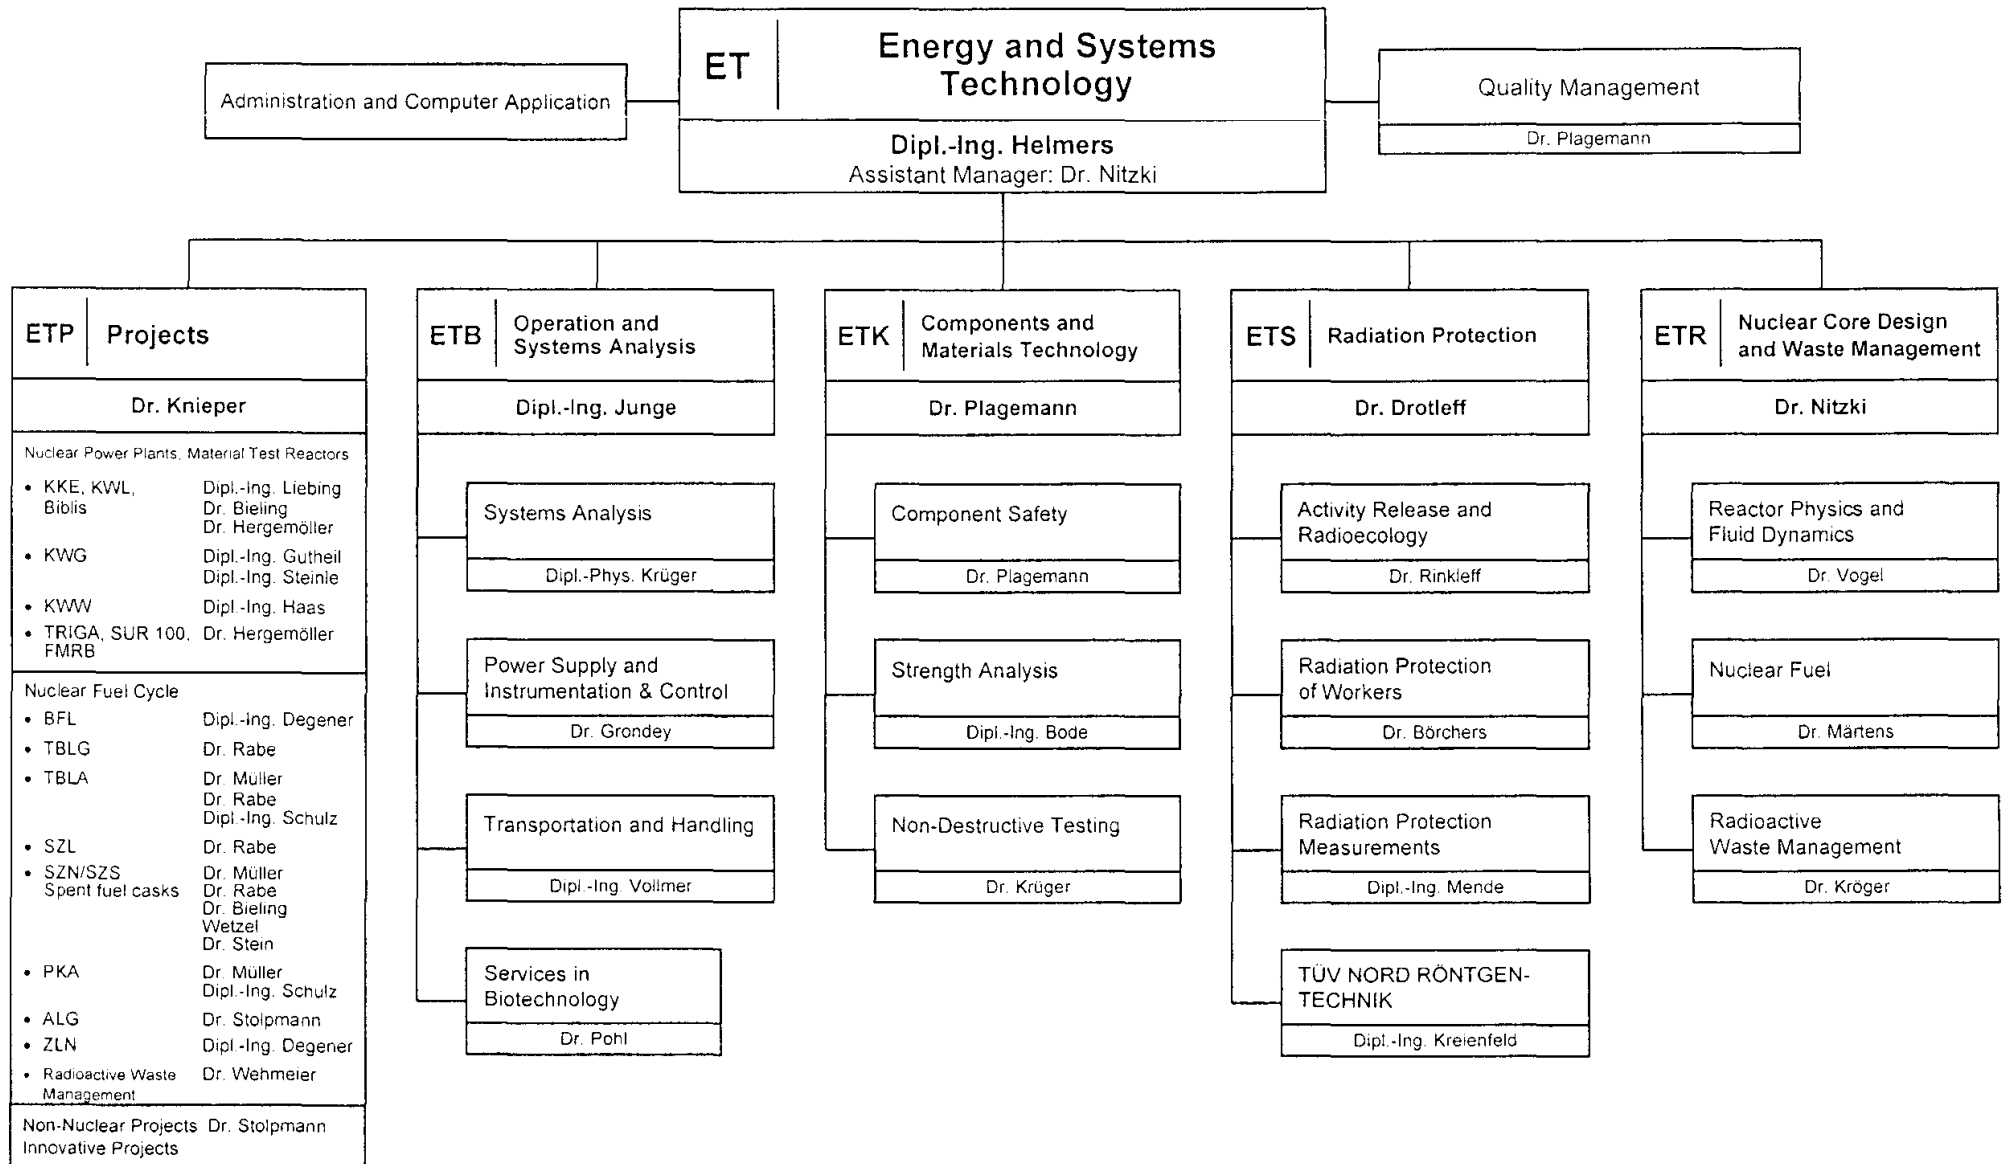 ET
Energy and Systems
Technology
Dipl.-Ing. Helmers
Assistant Manager: Dr. Nitzki
Administration and Computer Application
Quality Management
Dr. Plagemann
ETP Projects
Dr. Knieper
Nuclear Power Plants, Material Test Reactors
• KKE, KWL, Dipl.-Ing. Liebing
Biblis Dr. Bieling
Dr. Hergemöller
• KWG Dipl.-Ing. Gutheil
Dipl.-Ing. Steinle
• KWW Dipl.-Ing. Haas
• TRIGA, SUR 100, Dr. Hergemöller
FMRB
Nuclear Fuel Cycle
• BFL Dipl.-Ing. Degener
• TBLG Dr. Rabe
• TBLA Dr. Müller
Dr. Rabe
Dipl.-Ing. Schulz
• SZL Dr. Rabe
• SZN/SZS Dr. Müller
Spent fuel casks Dr. Rabe
Dr. Bieling
Wetzel
Dr. Stein
• PKA Dr. Müller
Dipl.-Ing. Schulz
• ALG Dr. Stolpmann
• ZLN Dipl.-Ing. Degener
• Radioactive Waste Dr. Wehmeier
Management
Non-Nuclear Projects Dr. Stolpmann
Innovative Projects
ETB
Operation and
Systems Analysis
Dipl.-Ing. Junge
Systems Analysis
Dipl.-Phys. Krüger
Power Supply and
Instrumentation & Control
Dr. Grondey
Transportation and Handling
Dipl.-Ing. Vollmer
Services in
Biotechnology
Dr. Pohl
ETK
Components and
Materials Technology
Dr. Plagemann
Component Safety
Dr. Plagemann
Strength Analysis
Dipl.-Ing. Bode
Non-Destructive Testing
Dr. Krüger
ETS Radiation Protection
Dr. Drotleff
Activity Release and
Radioecology
Dr. Rinkleff
Radiation Protection
of Workers
Dr. Börchers
Radiation Protection
Measurements
Dipl.-Ing. Mende
TÜV NORD RÖNTGEN-
TECHNIK
Dipl.-Ing. Kreienfeld
ETR
Nuclear Core Design
and Waste Management
Dr. Nitzki
Reactor Physics and
Fluid Dynamics
Dr. Vogel
Nuclear Fuel
Dr. Märtens
Radioactive
Waste Management
Dr. Kröger